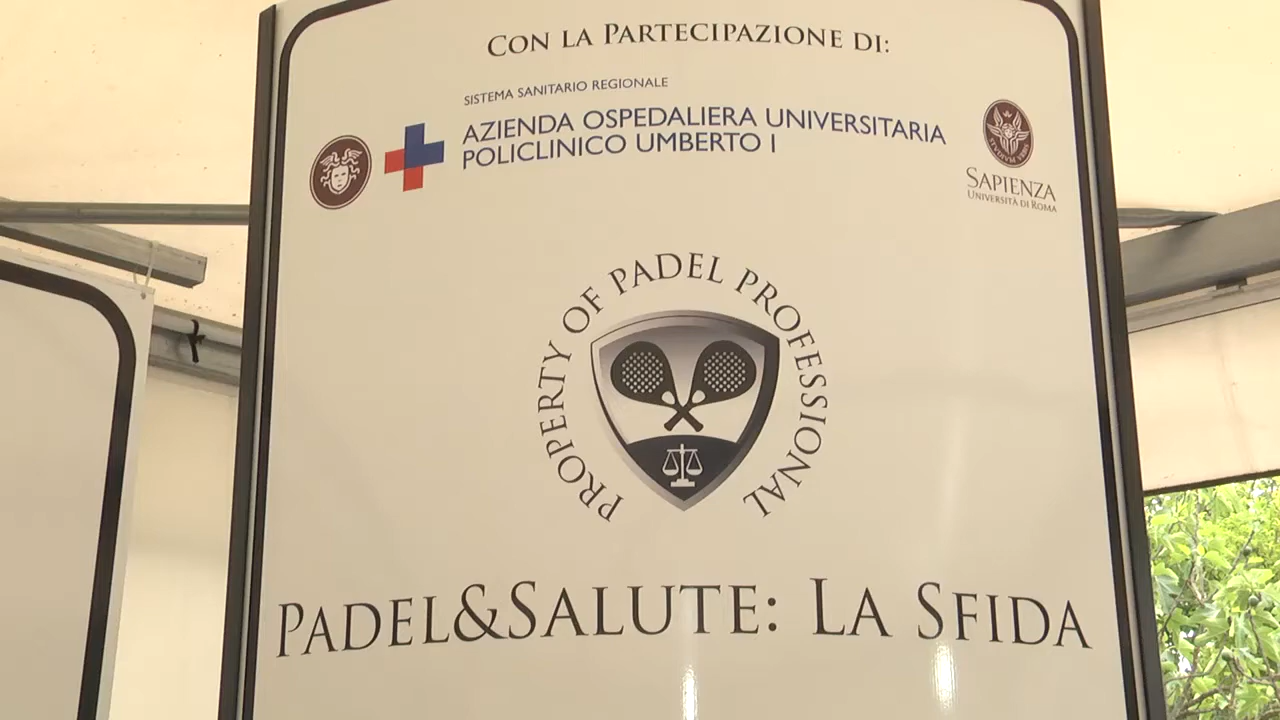 CON LA PARTECIPAZIONE DI:
SISTEMA SANITARIO REGIONALE
AZIENDA OSPEDALIERA UNIVERSITARIA
POLICLINICO UMBERTO I
SAPIENZA
UNIVERSITÀ DI ROMA
PROPERTY OF PADEL PROFESSIONAL
PADEL&SALUTE: LA SFIDA